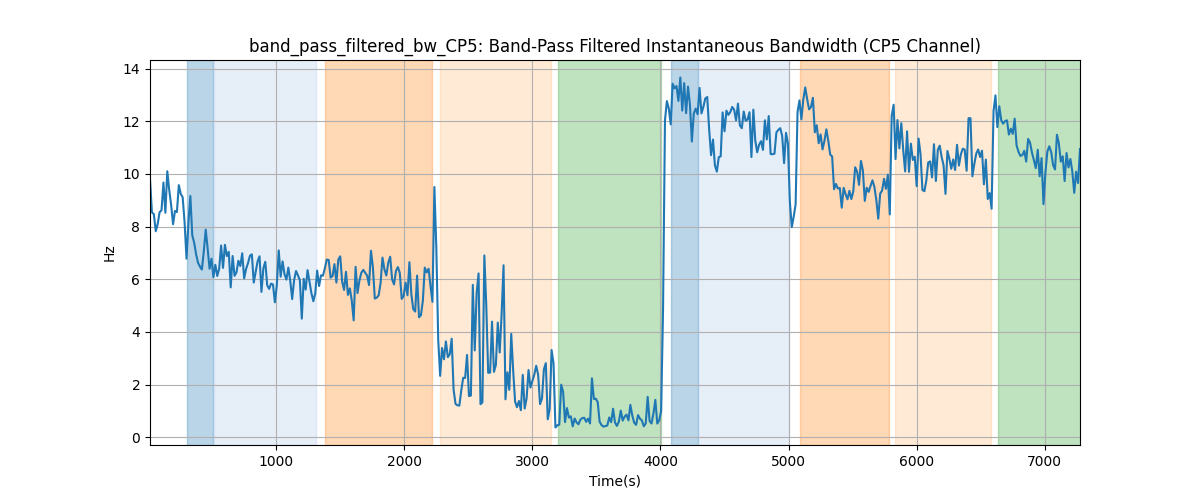 band_pass_filtered_bw_CP5: Band-Pass Filtered Instantaneous Bandwidth (CP5 Channel)
14
12
10
8
6
4
2
0
Hz
1000 2000 3000 4000 5000 6000 7000
Time(s)